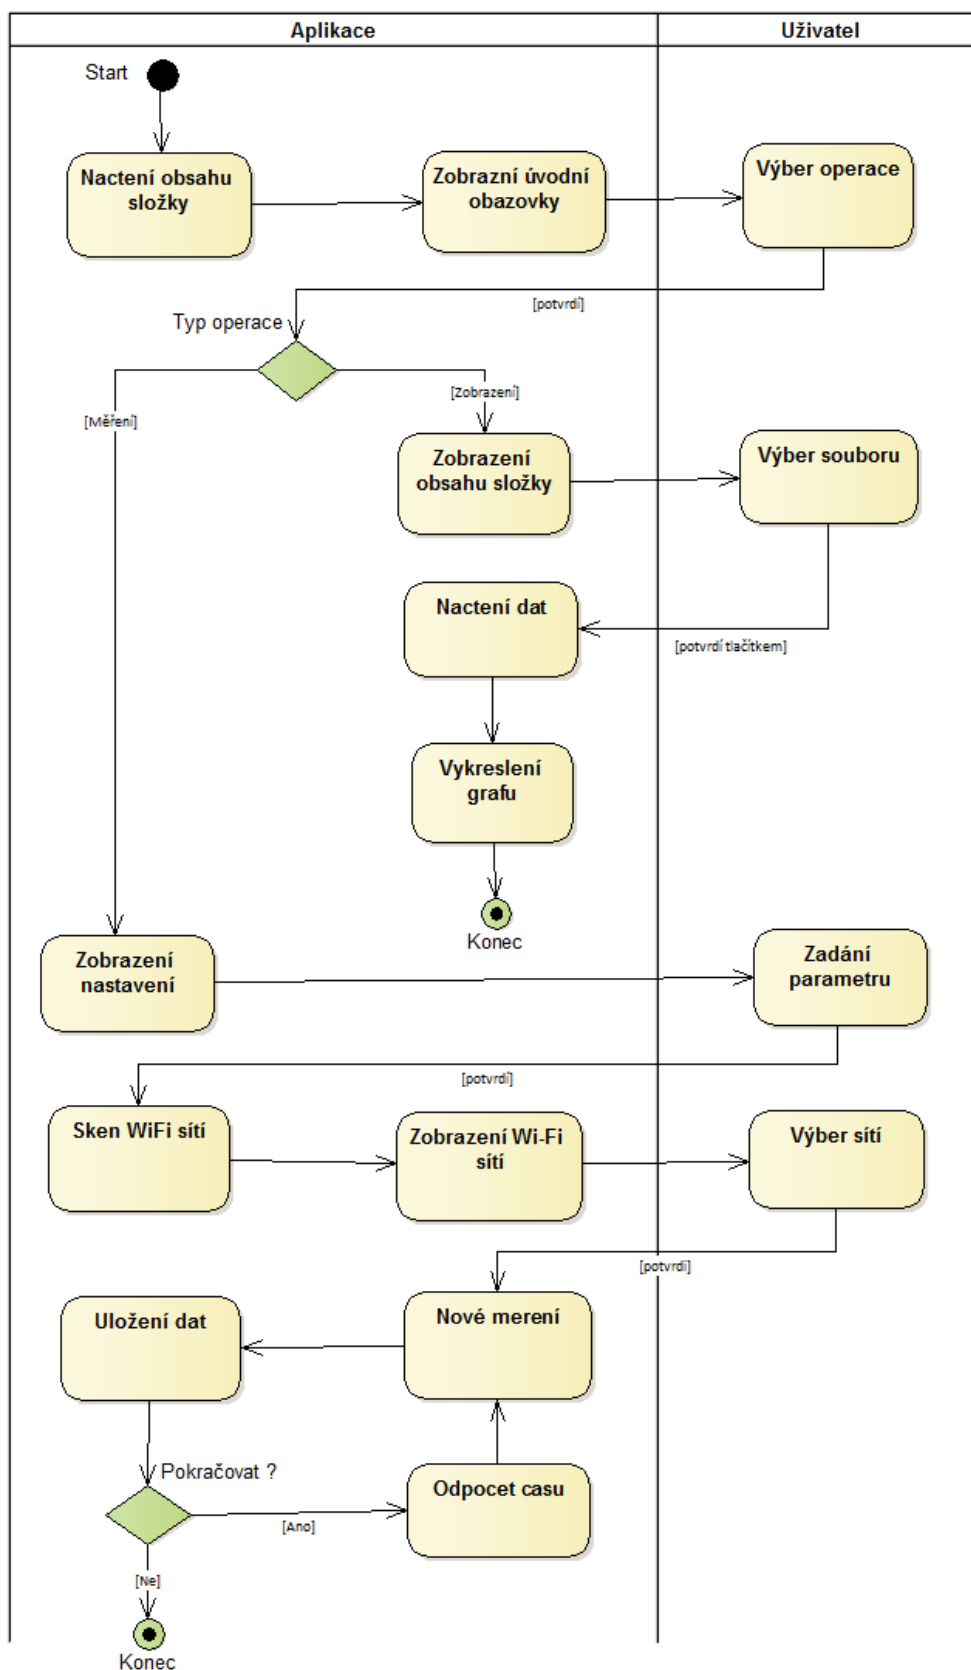 Aplikace
Uživatel
Start
Nactení obsahu
složky
Zobrazní úvodní
obazovky
Výber operace
[potvrdí]
Typ operace
[Zobrazení]
[Měření]
Zobrazení
obsahu složky
Výber souboru
Nactení dat
[potvrdí tlačítkem]
Vykreslení
grafu
Konec
Zobrazení
nastavení
Zadání
parametru
[potvrdí]
Sken WiFi sítí
Zobrazení Wi-Fi
sítí
Výber sítí
[potvrdí]
Uložení dat
Nové merení
Pokračovat ?
Odpocet casu
[Ano]
[Ne]
Konec